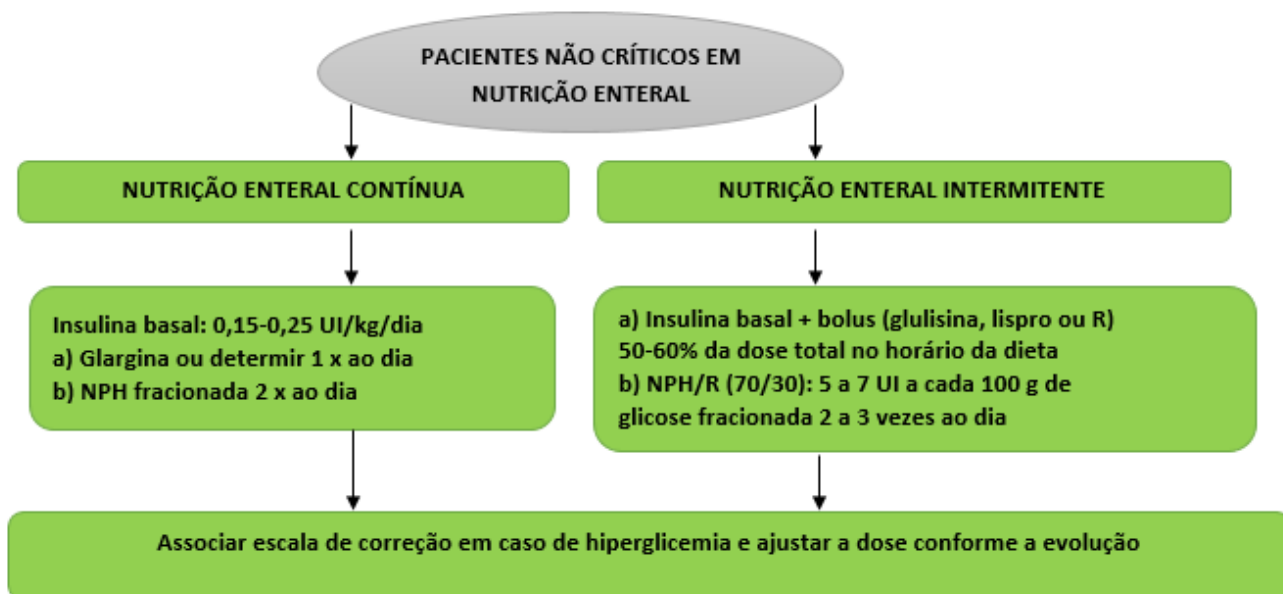 PACIENTES NÃO CRÍTICOS EM
NUTRIÇÃO ENTERAL
NUTRIÇÃO ENTERAL CONTÍNUA
NUTRIÇÃO ENTERAL INTERMITENTE
Insulina basal: 0,15-0,25 UI/kg/dia
a) Glargina ou determir 1 x ao dia
b) NPH fracionada 2 x ao dia
a) Insulina basal + bolus (glulisina, lispro ou R)
50-60% da dose total no horário da dieta
b) NPH/R (70/30): 5 a 7 UI a cada 100 g de
glicose fracionada 2 a 3 vezes ao dia
Associar escala de correção em caso de hiperglicemia e ajustar a dose conforme a evolução